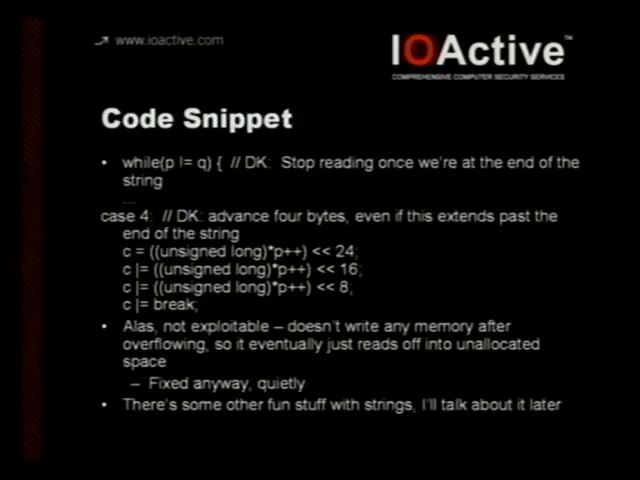 www.ioactive.com
IOActive™
COMPREHENSIVE COMPUTER SECURITY SERVICES
Code Snippet
• while(p != q) { // DK: Stop reading once we're at the end of the
string
...
case 4: // DK: advance four bytes, even if this extends past the
end of the string
c = ((unsigned long)*p++) << 24;
c |= ((unsigned long)*p++) << 16;
c |= ((unsigned long)*p++) << 8;
c |= break;
• Alas, not exploitable – doesn't write any memory after
overflowing, so it eventually just reads off into unallocated
space
– Fixed anyway, quietly
• There's some other fun stuff with strings, I'll talk about it later